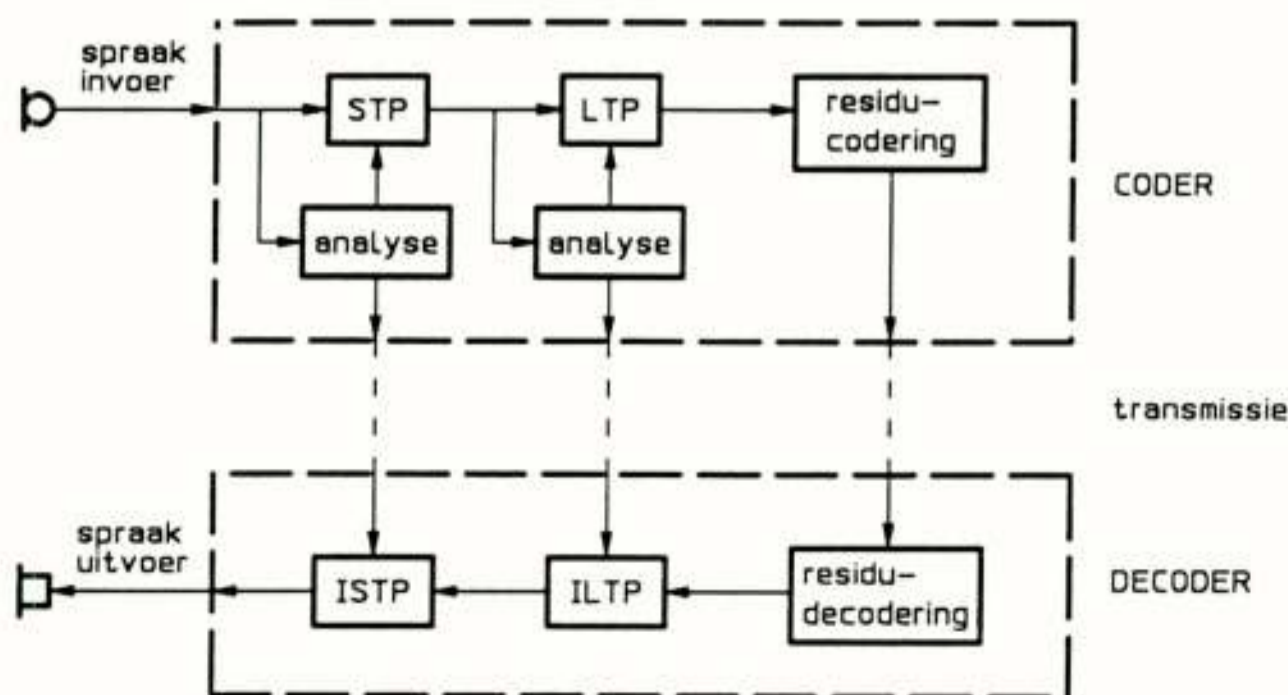 spraak
invoer
STP
LTP
residu-
codering
CODER
analyse
analyse
transmissie
spraak
uitvoer
ISTP
ILTP
residu-
decodering
DECODER